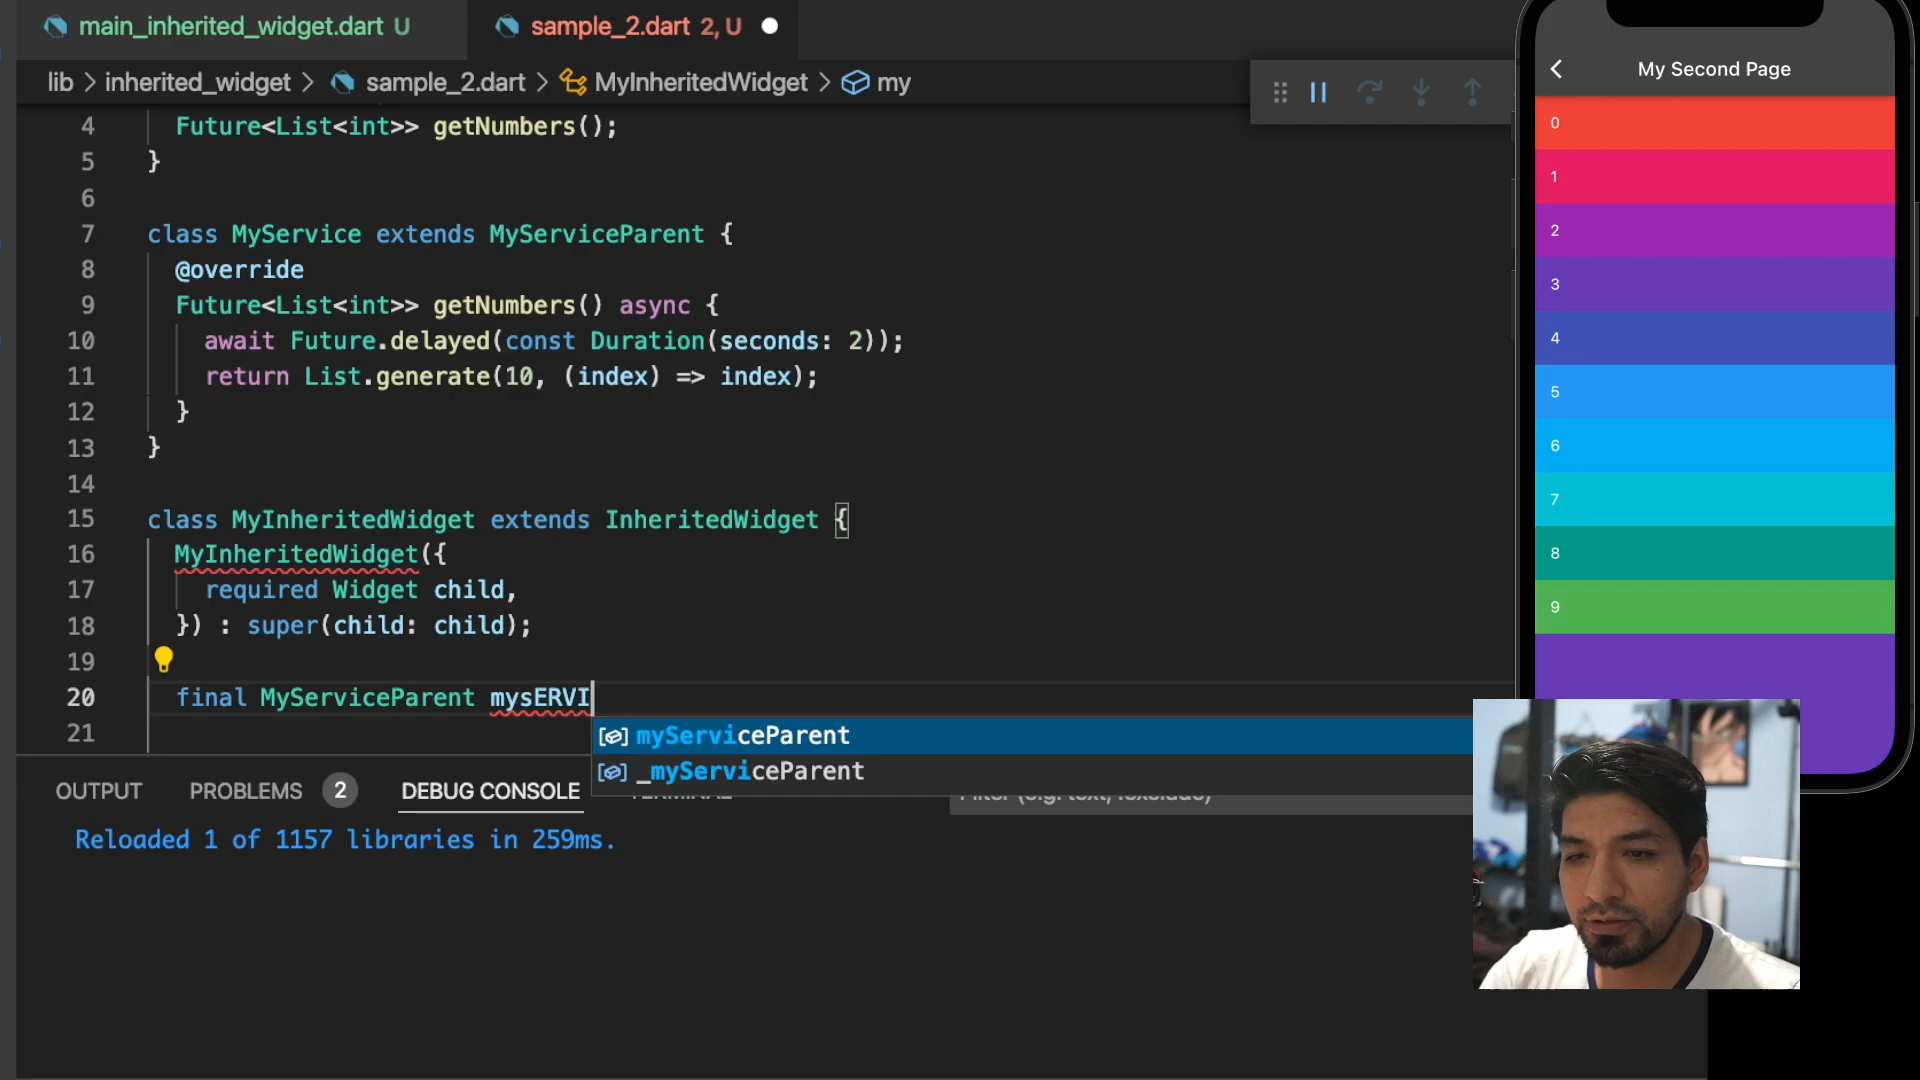 main_inherited_widget.dart U
sample_2.dart 2, U
lib > inherited_widget > sample_2.dart > MyInheritedWidget > my
4 Future<List<int>> getNumbers();
5 }
6
7 class MyService extends MyServiceParent {
8 @override
9 Future<List<int>> getNumbers() async {
10 await Future.delayed(const Duration(seconds: 2));
11 return List.generate(10, (index) => index);
12 }
13 }
14
15 class MyInheritedWidget extends InheritedWidget {
16 MyInheritedWidget({
17 required Widget child,
18 }) : super(child: child);
19
20 final MyServiceParent mysERVI
21
myServiceParent
_myServiceParent
OUTPUT
PROBLEMS 2
DEBUG CONSOLE
TERMINAL
Filter (e.g. text, !exclude)
Reloaded 1 of 1157 libraries in 259ms.
My Second Page
0
1
2
3
4
5
6
7
8
9